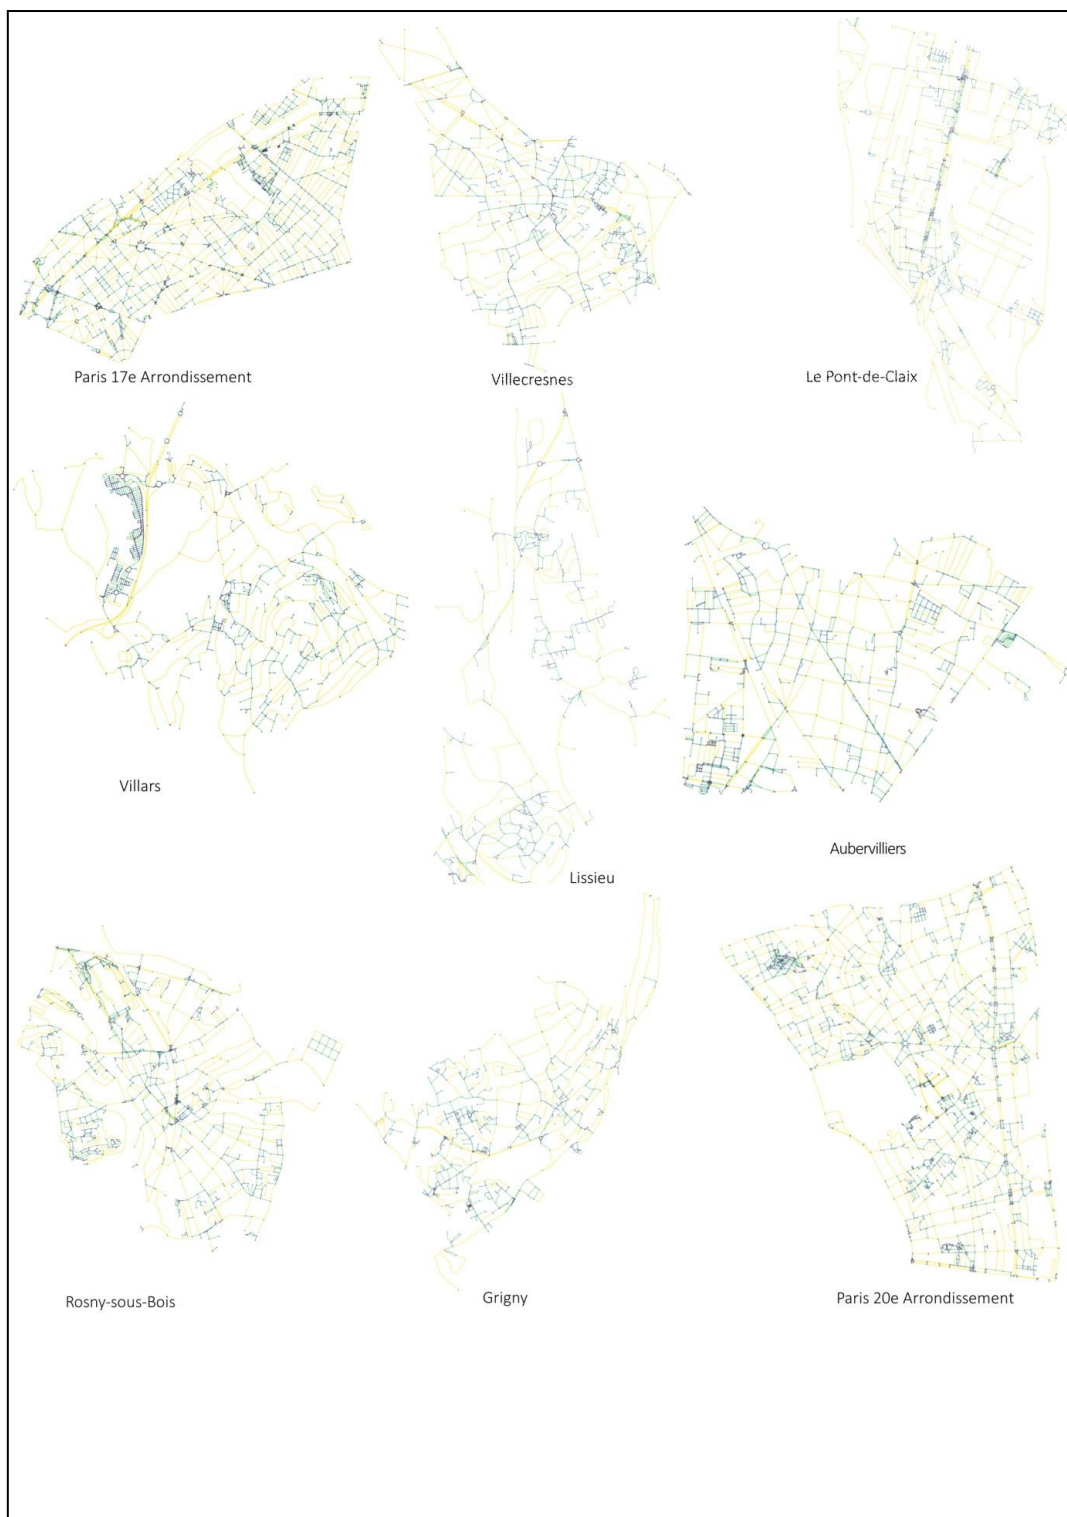 Paris 17e Arrondissement
Villecresnes
Le Pont-de-Claix
Villars
Lissieu
Aubervilliers
Rosny-sous-Bois
Grigny
Paris 20e Arrondissement